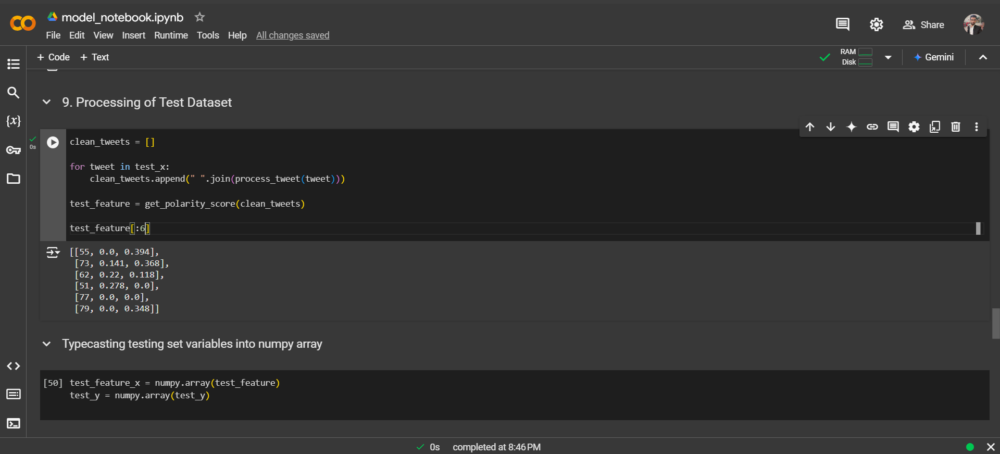 model_notebook.ipynb
File Edit View Insert Runtime Tools Help All changes saved
Share
+ Code + Text
RAM
Disk
Gemini
9. Processing of Test Dataset
{x}
0s
clean_tweets = []
for tweet in test_x:
    clean_tweets.append(" ".join(process_tweet(tweet)))
test_feature = get_polarity_score(clean_tweets)
test_feature[:6]
[[55, 0.0, 0.394],
 [73, 0.141, 0.368],
 [62, 0.22, 0.118],
 [51, 0.278, 0.0],
 [77, 0.0, 0.0],
 [79, 0.0, 0.348]]
Typecasting testing set variables into numpy array
[50] test_feature_x = numpy.array(test_feature)
test_y = numpy.array(test_y)
0s completed at 8:46 PM